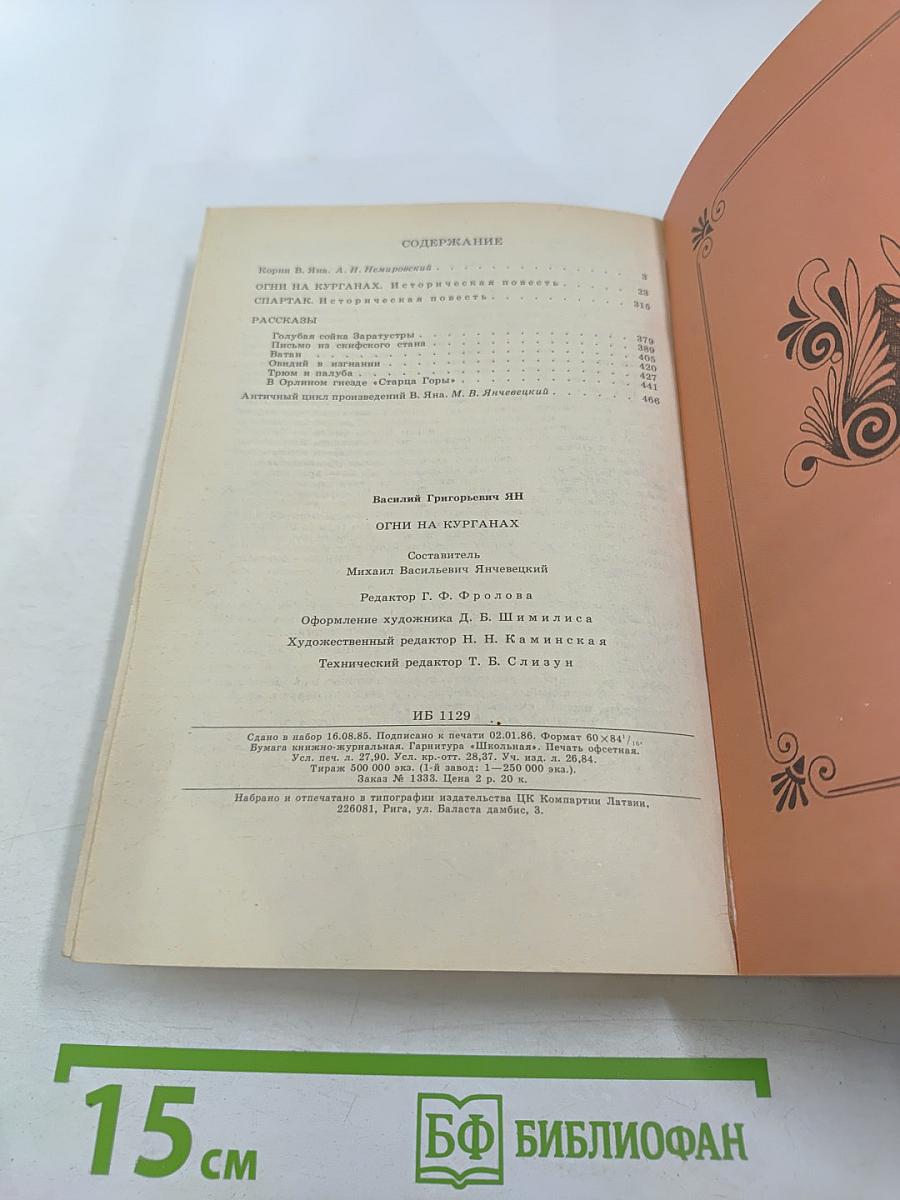 СОДЕРЖАНИЕ
Корни В. Яна. А. И. Немировский . . . . . . . . . . . . . 3
ОГНИ НА КУРГАНАХ. Историческая повесть . . . . . . 23
СПАРТАК. Историческая повесть . . . . . . . . . . 315
РАССКАЗЫ
Голубая сойка Заратустры . . . . . . . . . . . . . 379
Письмо из скифского стана . . . . . . . . . . . . . 389
Ватан . . . . . . . . . . . . . . . . . . 405
Овидий в изгнании . . . . . . . . . . . . . . . 420
Трюм и палуба . . . . . . . . . . . . . . . . 427
В Орлином гнезде «Старца Горы» . . . . . . . . . . . 441
Античный цикл произведений В. Яна. М. В. Янчевецкий . . . . . . 466
Василий Григорьевич ЯН
ОГНИ НА КУРГАНАХ
Составитель
Михаил Васильевич Янчевецкий
Редактор Г. Ф. Фролова
Оформление художника Д. Б. Шимилиса
Художественный редактор Н. Н. Каминская
Технический редактор Т. Б. Слизун
ИБ 1129
Сдано в набор 16.08.85. Подписано к печати 02.01.86. Формат 60×84¹/₁₆.
Бумага книжно-журнальная. Гарнитура «Школьная». Печать офсетная.
Усл. печ. л. 27,90. Усл. кр.-отт. 28,37. Уч. изд. л. 26,84.
Тираж 500 000 экз. (1-й завод: 1—250 000 экз.).
Заказ № 1333. Цена 2 р. 20 к.
Набрано и отпечатано в типографии издательства ЦК Компартии Латвии,
226081, Рига, ул. Баласта дамбис, 3.
15 см
БФ БИБЛИОФАН